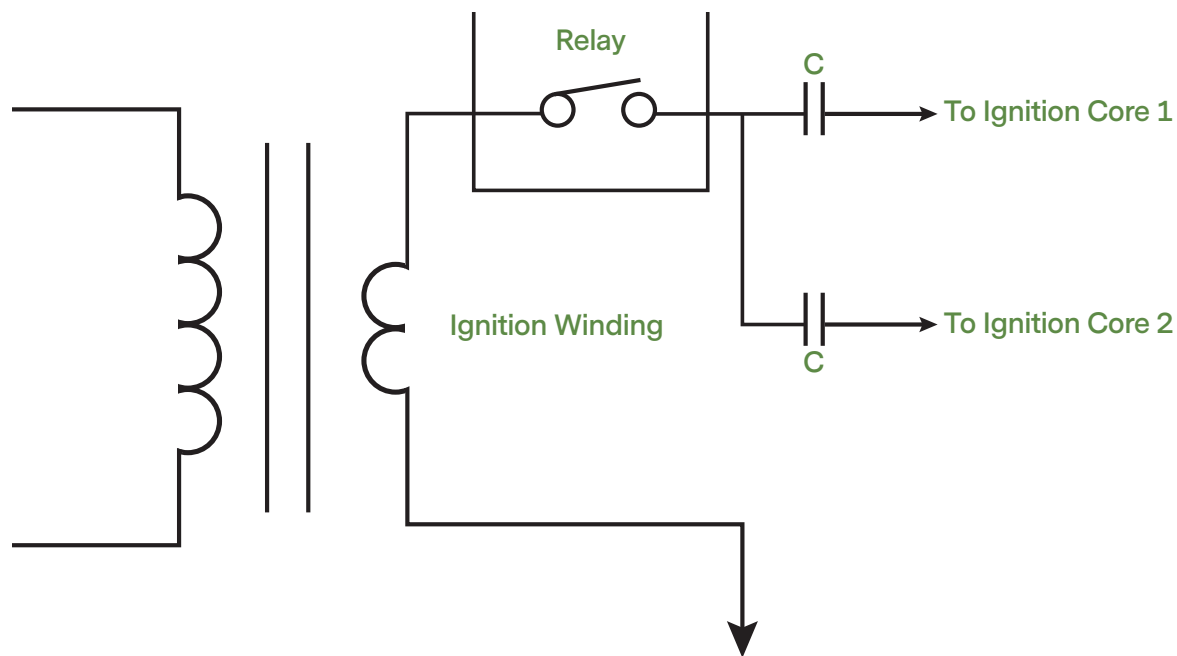 Relay
C
To Ignition Core 1
Ignition Winding
To Ignition Core 2
C